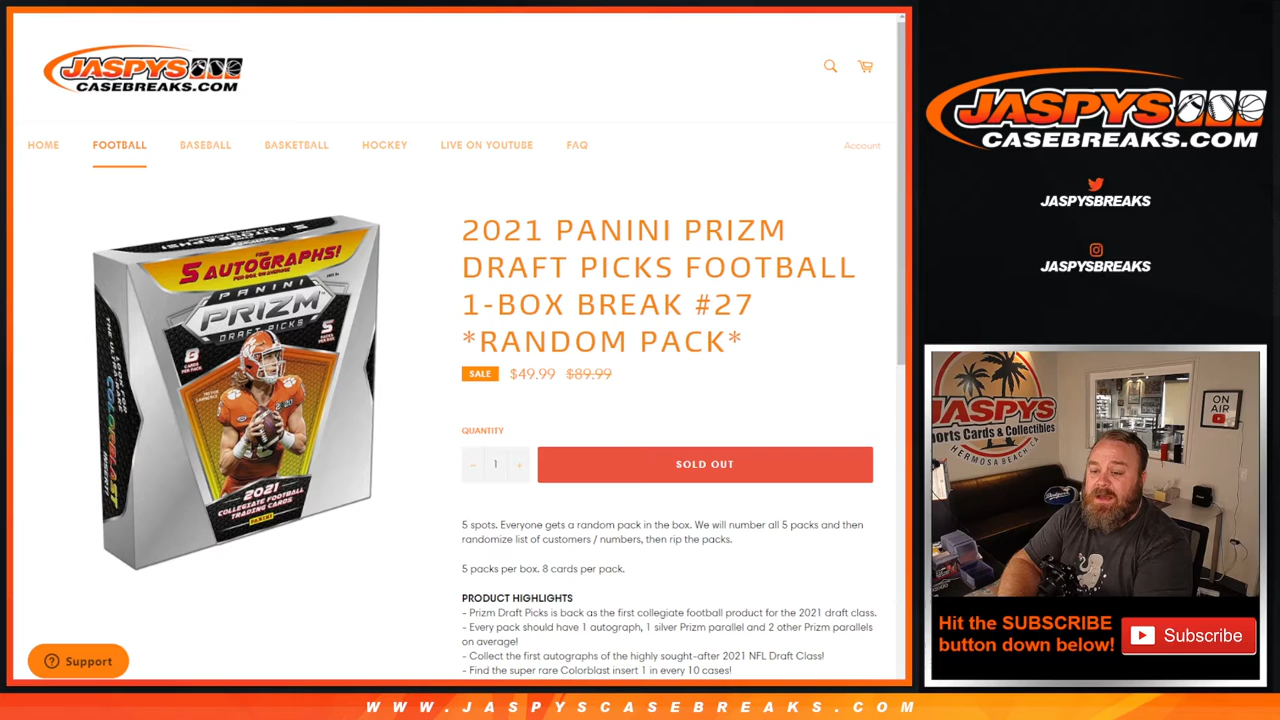 JASPYS
CASEBREAKS.COM
HOME
FOOTBALL
BASEBALL
BASKETBALL
HOCKEY
LIVE ON YOUTUBE
FAQ
Account
5 AUTOGRAPHS!
PANINI
PRIZM
DRAFT PICKS
8
5
2021
COLLEGIATE FOOTBALL
TRADING CARDS
PANINI
COLORBLAST
2021 PANINI PRIZM
DRAFT PICKS FOOTBALL
1-BOX BREAK #27
*RANDOM PACK*
SALE
$49.99
$89.99
QUANTITY
− 1 +
SOLD OUT
5 spots. Everyone gets a random pack in the box. We will number all 5 packs and then
randomize list of customers / numbers, then rip the packs.
5 packs per box. 8 cards per pack.
PRODUCT HIGHLIGHTS
- Prizm Draft Picks is back as the first collegiate football product for the 2021 draft class.
- Every pack should have 1 autograph, 1 silver Prizm parallel and 2 other Prizm parallels
on average!
- Collect the first autographs of the highly sought-after 2021 NFL Draft Class!
- Find the super rare Colorblast insert 1 in every 10 cases!
Support
JASPYS
CASEBREAKS.COM
JASPYSBREAKS
JASPYSBREAKS
JASPYS
orts Cards & Collectibles
HERMOSA BEACH, CA
ON
AIR
Hit the SUBSCRIBE
button down below!
Subscribe
WWW.JASPYSCASEBREAKS.COM